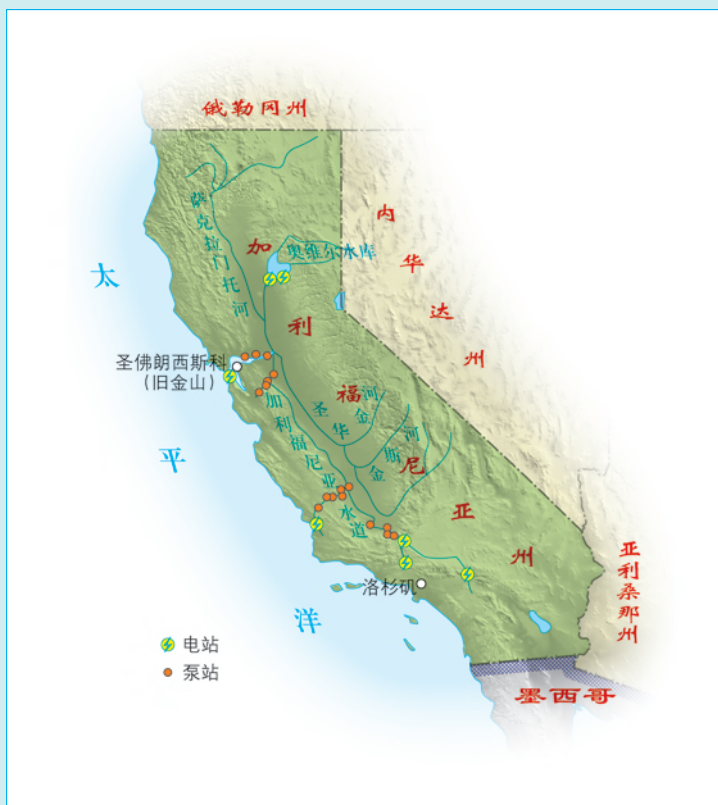 俄勒冈州
内华达州
萨克拉门托河
奥维尔水库
加利福尼亚州
太平洋
圣佛朗西斯科
(旧金山)
圣华金河
金斯河
加利福尼亚水道
亚利桑那州
洛杉矶
电站
泵站
墨西哥